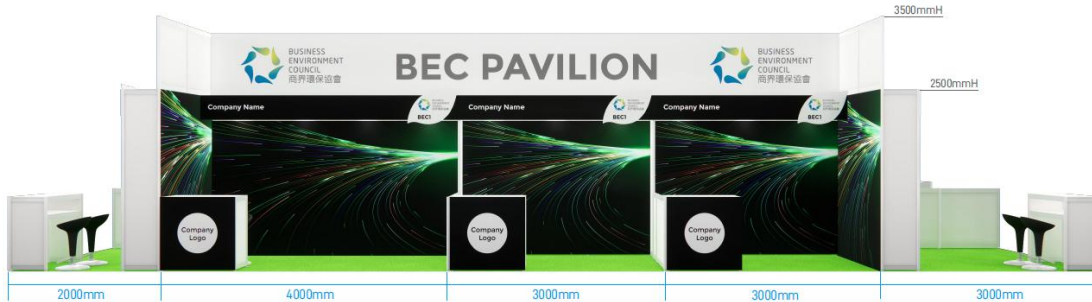 3500mmH
BUSINESS
ENVIRONMENT
COUNCIL
商界環保協會
BEC PAVILION
BUSINESS
ENVIRONMENT
COUNCIL
商界環保協會
2500mmH
Company Name
BEC1
Company Name
BEC1
Company Name
BEC1
Company
Logo
Company
Logo
Company
Logo
2000mm
4000mm
3000mm
3000mm
3000mm